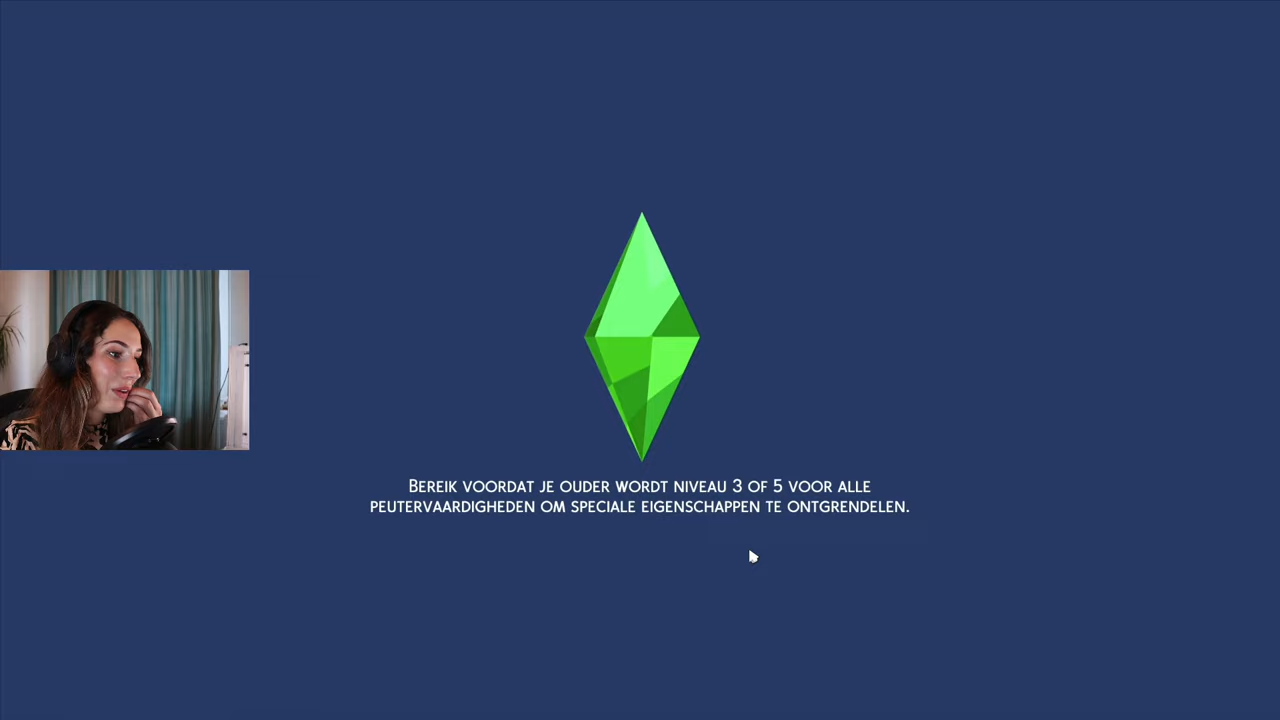 Bereik voordat je ouder wordt niveau 3 of 5 voor alle
peutervaardigheden om speciale eigenschappen te ontgrendelen.